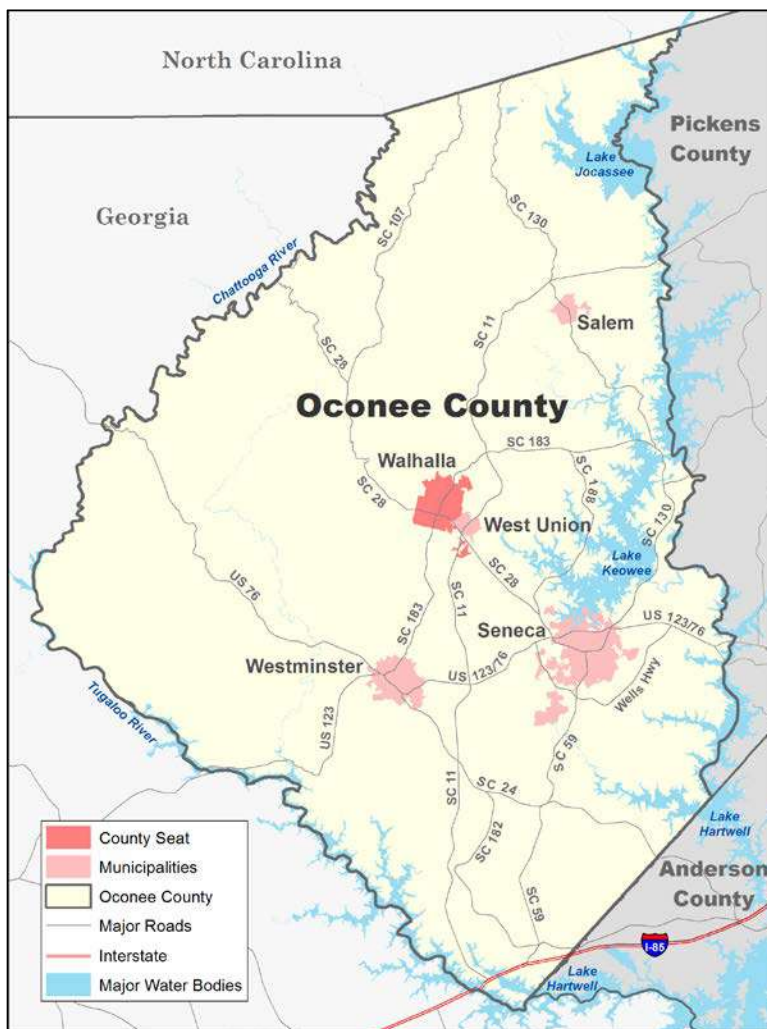 North Carolina
Pickens
County
Lake
Jocassee
Georgia
SC 107
SC 130
Chattooga River
SC 11
Salem
SC 28
Oconee County
Walhalla
SC 183
SC 188
SC 28
West Union
SC 130
Lake
Keowee
SC 28
US 76
SC 183
SC 11
Seneca
US 123/76
Westminster
US 123/76
Wells Hwy
Tugaloo River
US 123
SC 59
SC 11
SC 24
SC 182
Lake
Hartwell
Anderson
County
SC 59
I-85
Lake
Hartwell
County Seat
Municipalities
Oconee County
Major Roads
Interstate
Major Water Bodies